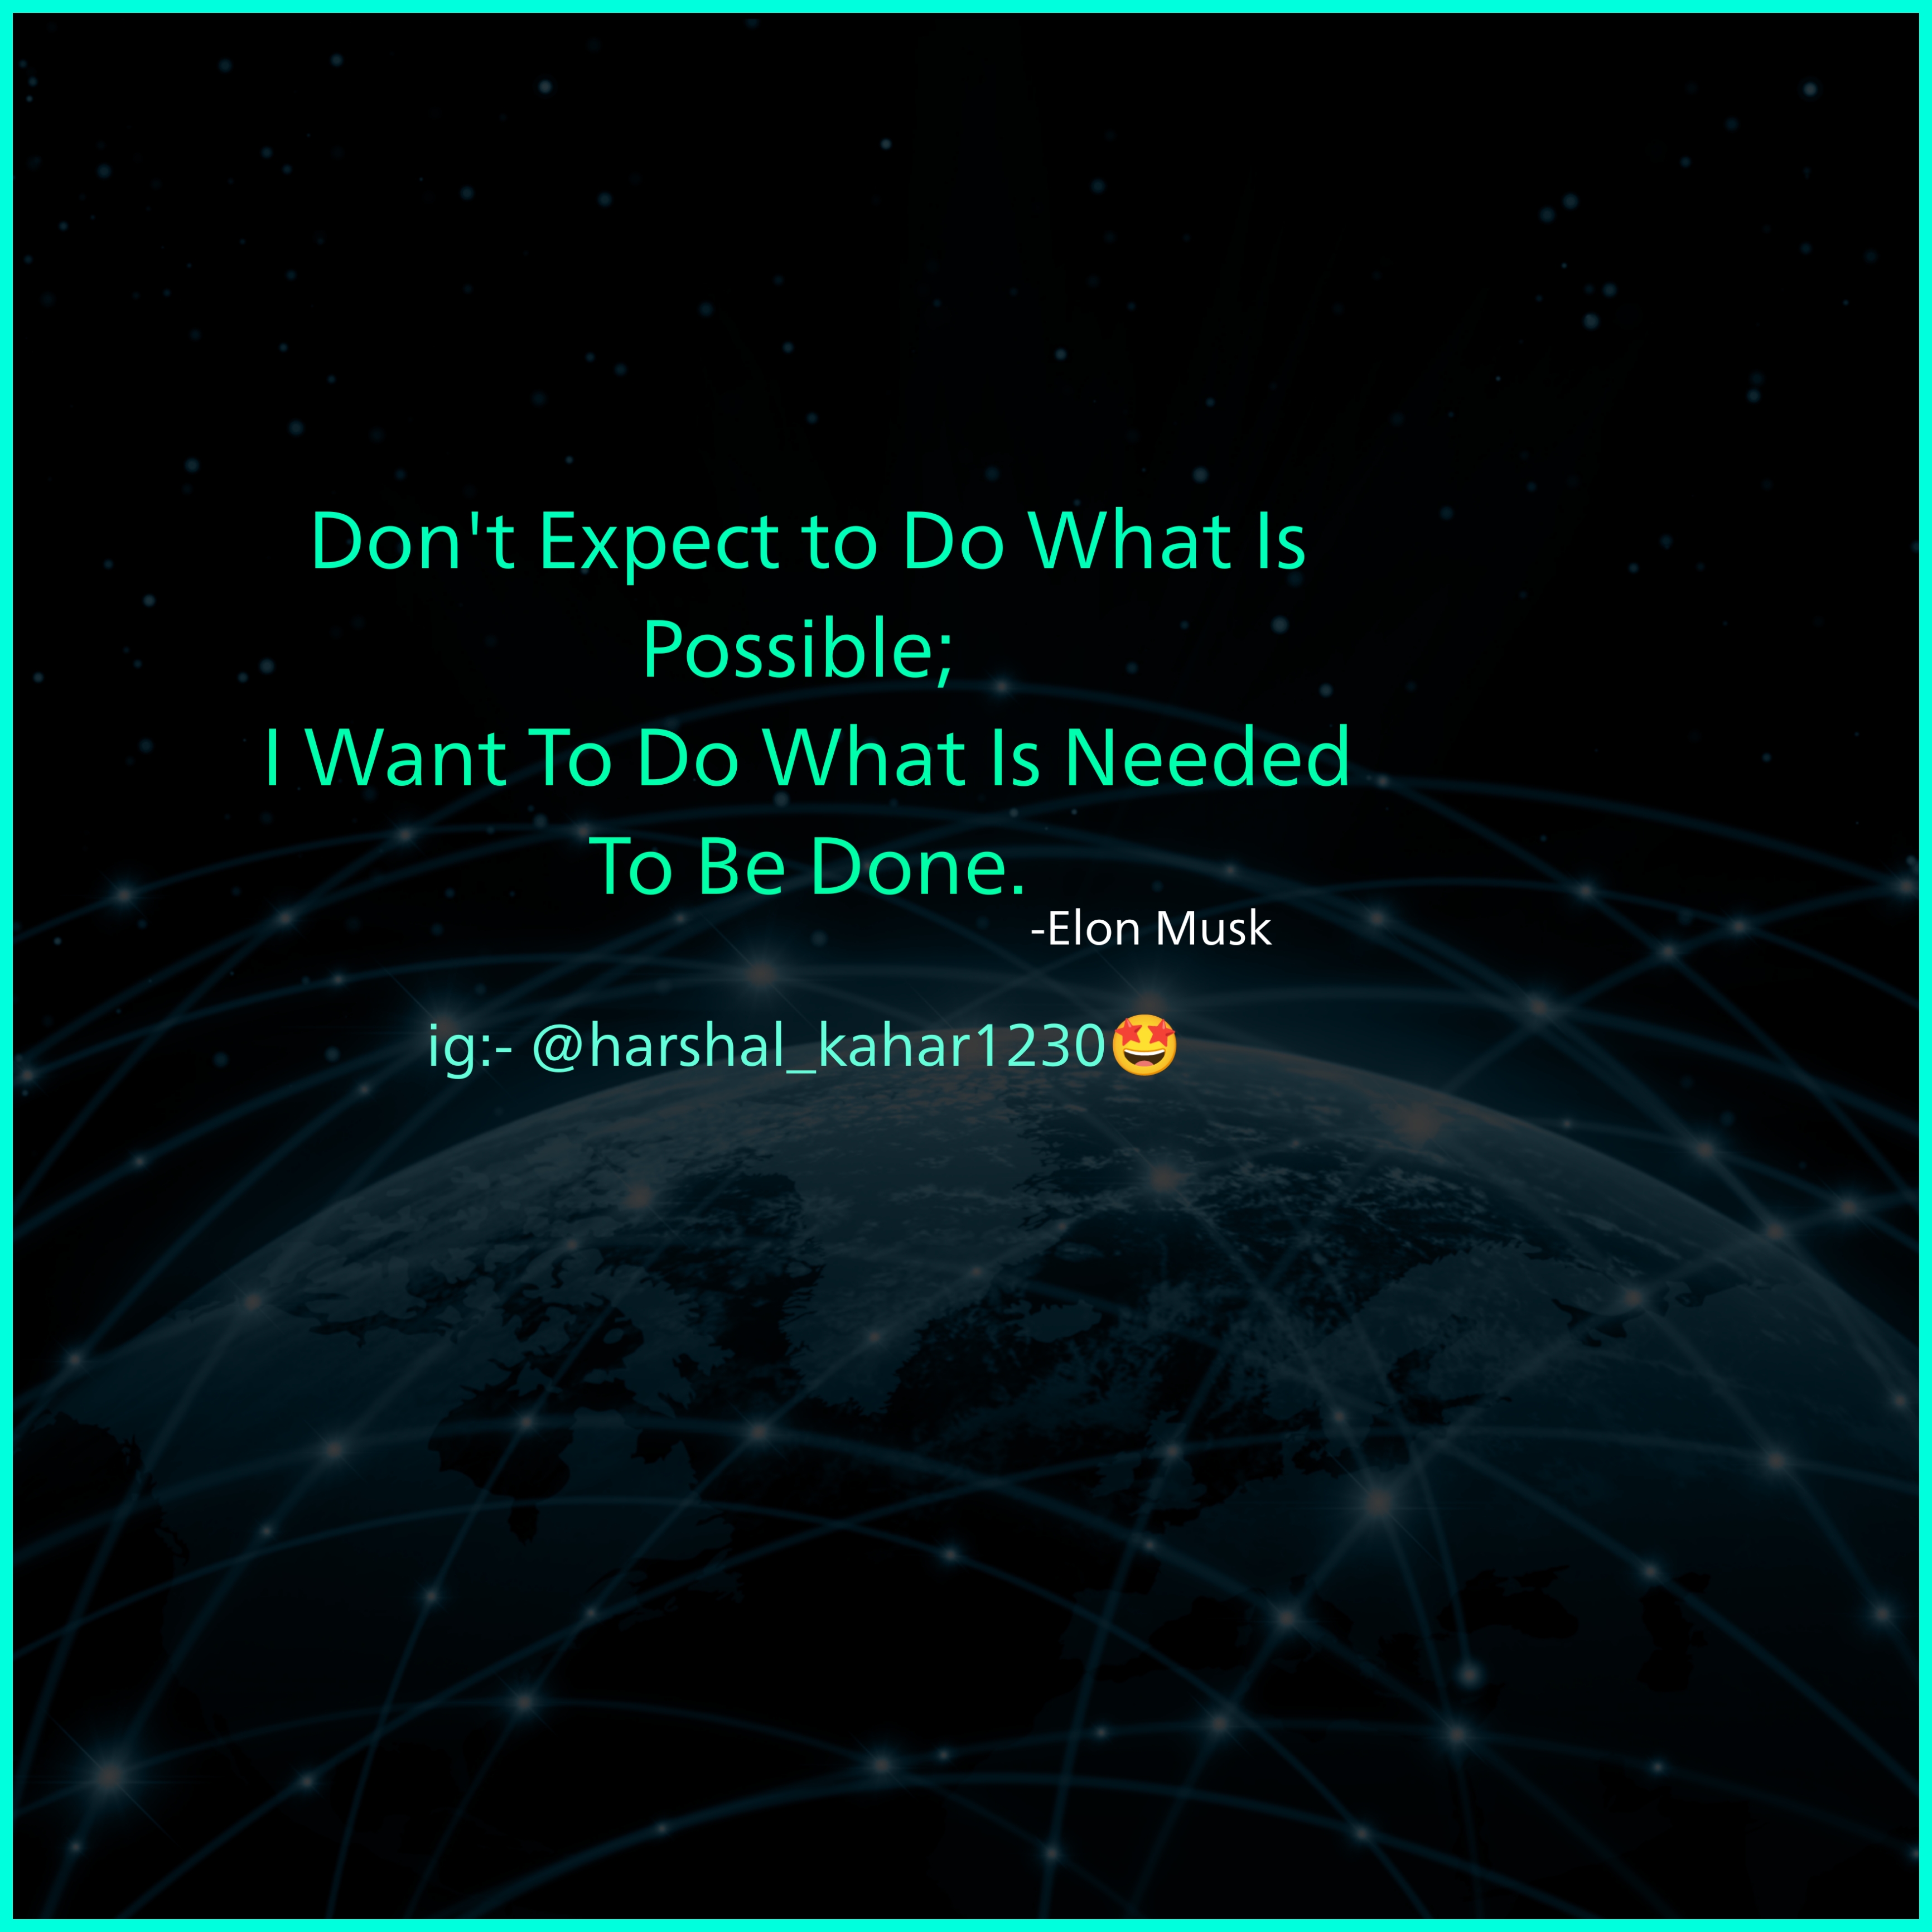 Don't Expect to Do What Is
Possible;
I Want To Do What Is Needed
To Be Done.
-Elon Musk
ig:- @harshal_kahar1230🤩